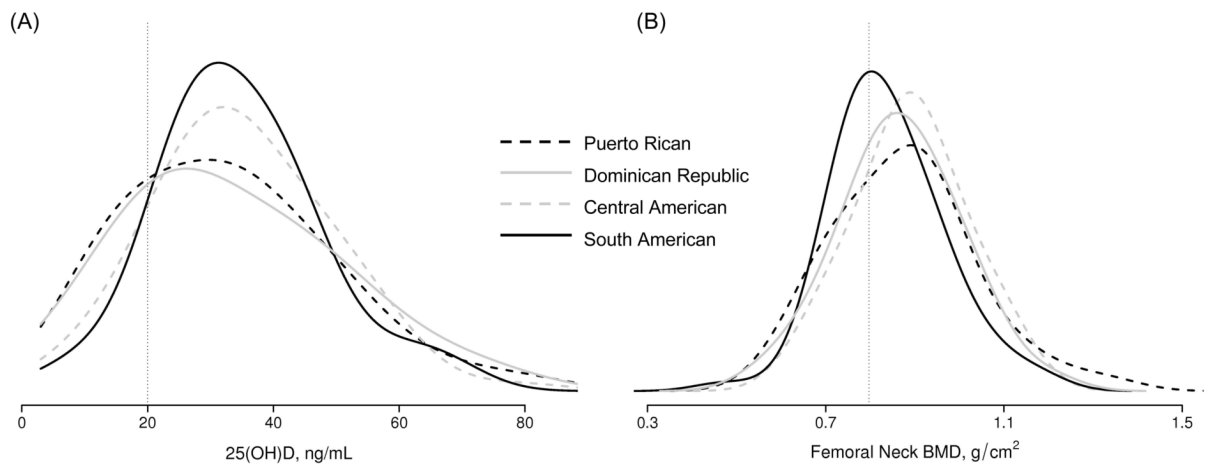 (A)
(B)
Puerto Rican
Dominican Republic
Central American
South American
0 20 40 60 80
25(OH)D, ng/mL
0.3 0.7 1.1 1.5
Femoral Neck BMD, g/cm²